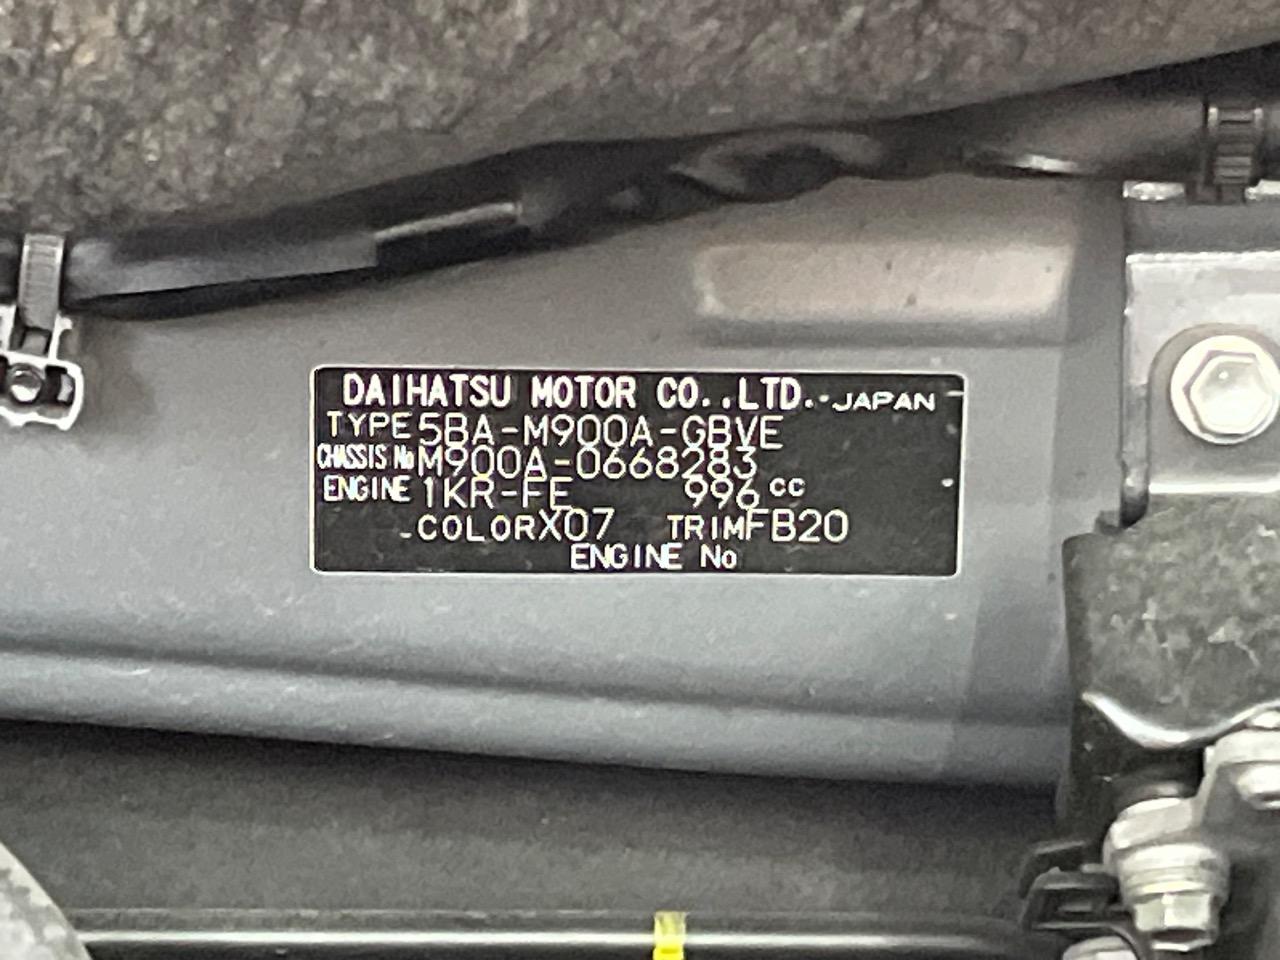 DAIHATSU MOTOR CO.,LTD. JAPAN
TYPE 5BA-M900A-GBVE
CHASSIS No M900A-0668283
ENGINE 1KR-FE 996 cc
COLOR X07 TRIM FB20
ENGINE No